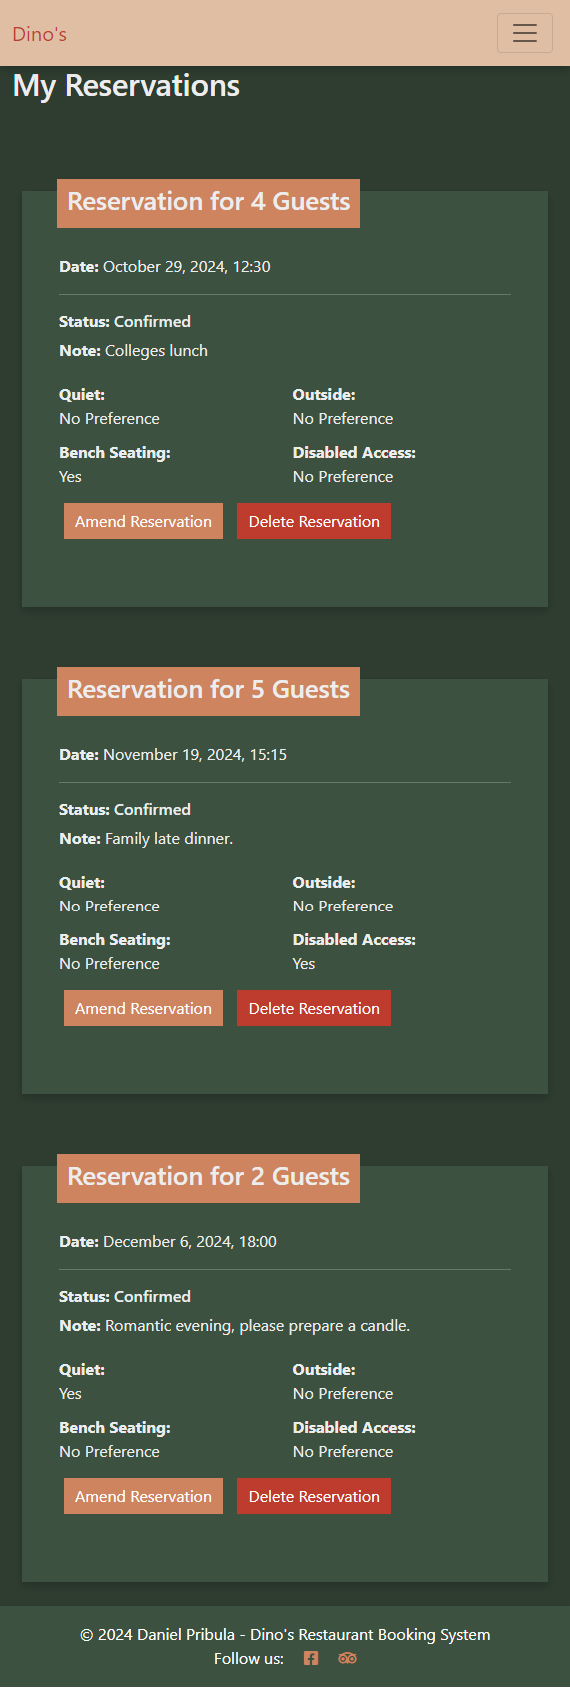 Dino's
My Reservations
Reservation for 4 Guests
Date: October 29, 2024, 12:30
Status: Confirmed
Note: Colleges lunch
Quiet: Outside:
No Preference No Preference
Bench Seating: Disabled Access:
Yes No Preference
Amend Reservation Delete Reservation
Reservation for 5 Guests
Date: November 19, 2024, 15:15
Status: Confirmed
Note: Family late dinner.
Quiet: Outside:
No Preference No Preference
Bench Seating: Disabled Access:
No Preference Yes
Amend Reservation Delete Reservation
Reservation for 2 Guests
Date: December 6, 2024, 18:00
Status: Confirmed
Note: Romantic evening, please prepare a candle.
Quiet: Outside:
Yes No Preference
Bench Seating: Disabled Access:
No Preference No Preference
Amend Reservation Delete Reservation
© 2024 Daniel Pribula - Dino's Restaurant Booking System
Follow us: